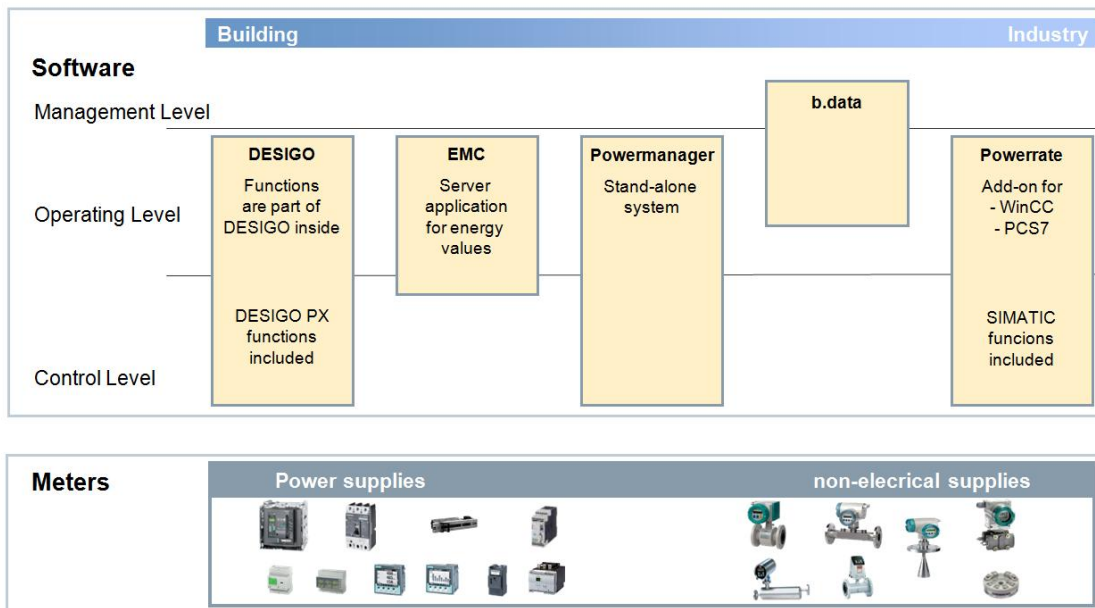 Building
Industry
Software
Management Level
Operating Level
Control Level
DESIGO
Functions
are part of
DESIGO inside
DESIGO PX
functions
included
EMC
Server
application
for energy
values
Powermanager
Stand-alone
system
b.data
Powerrate
Add-on for
- WinCC
- PCS7
SIMATIC
funcions
included
Meters
Power supplies
non-elecrical supplies